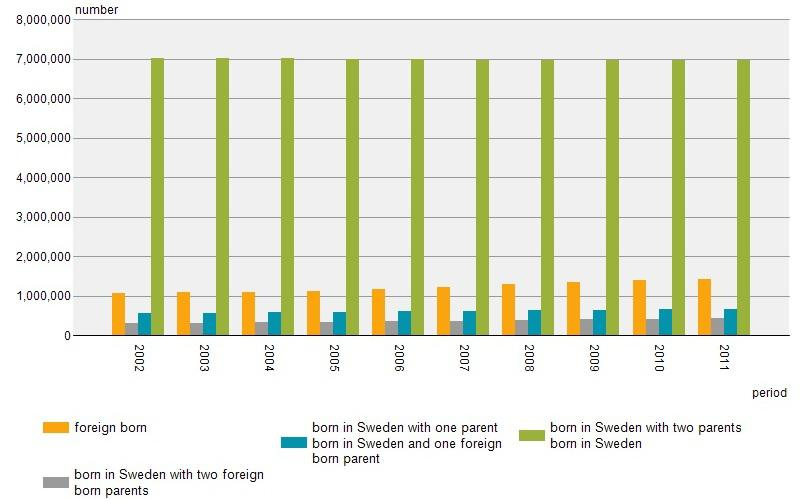 number
8,000,000
7,000,000
6,000,000
5,000,000
4,000,000
3,000,000
2,000,000
1,000,000
0
2002
2003
2004
2005
2006
2007
2008
2009
2010
2011
period
foreign born
born in Sweden with one parent
born in Sweden and one foreign
born parent
born in Sweden with two parents
born in Sweden
born in Sweden with two foreign
born parents